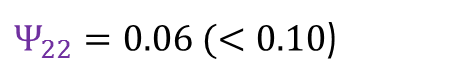 Ψ₂₂ = 0.06 (< 0.10)